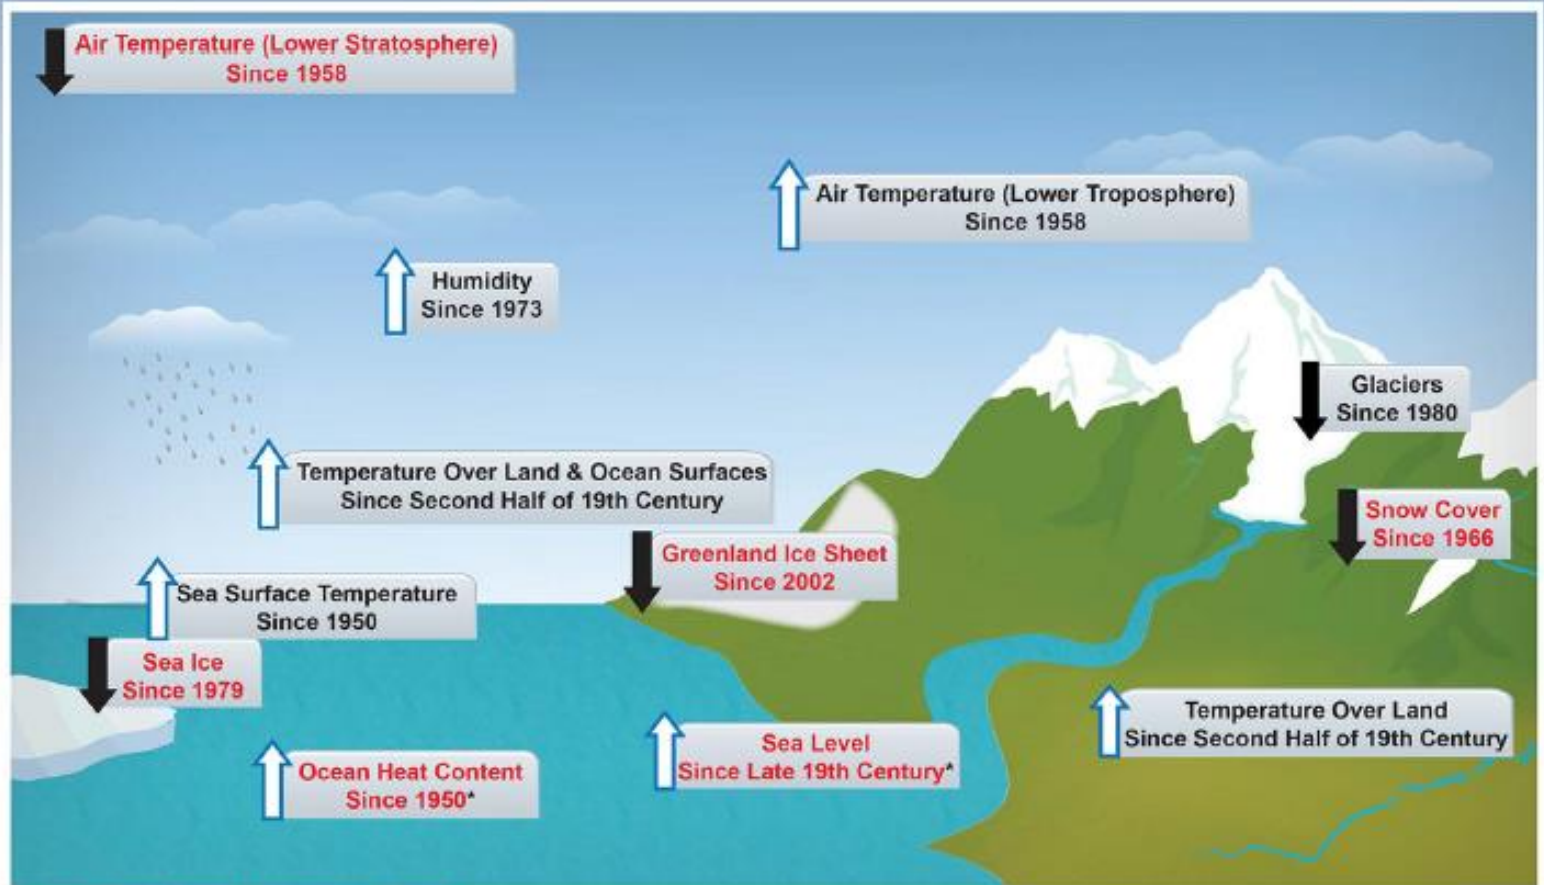 Air Temperature (Lower Stratosphere)
Since 1958
Air Temperature (Lower Troposphere)
Since 1958
Humidity
Since 1973
Glaciers
Since 1980
Temperature Over Land & Ocean Surfaces
Since Second Half of 19th Century
Snow Cover
Since 1966
Greenland Ice Sheet
Since 2002
Sea Surface Temperature
Since 1950
Sea Ice
Since 1979
Temperature Over Land
Since Second Half of 19th Century
Sea Level
Since Late 19th Century*
Ocean Heat Content
Since 1950*